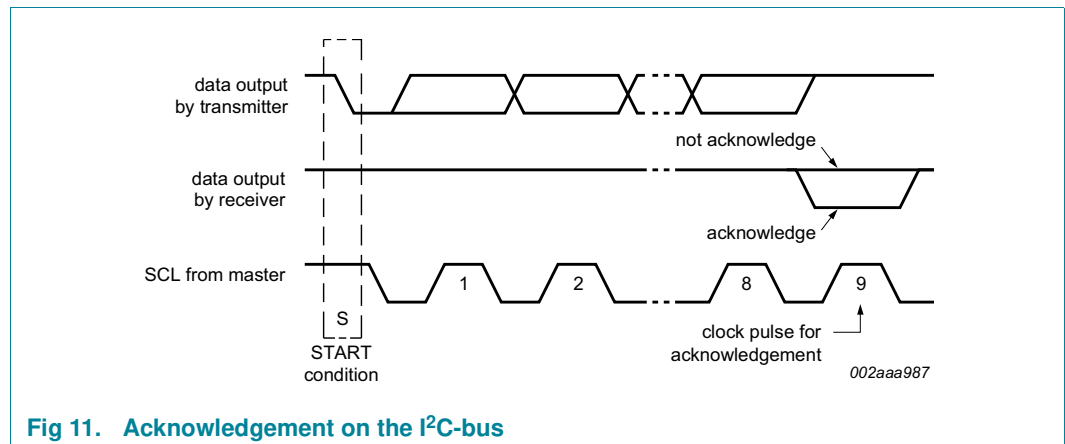 data output
by transmitter
not acknowledge
data output
by receiver
acknowledge
SCL from master
1
2
8
9
S
START
condition
clock pulse for
acknowledgement
002aaa987
Fig 11. Acknowledgement on the I²C-bus